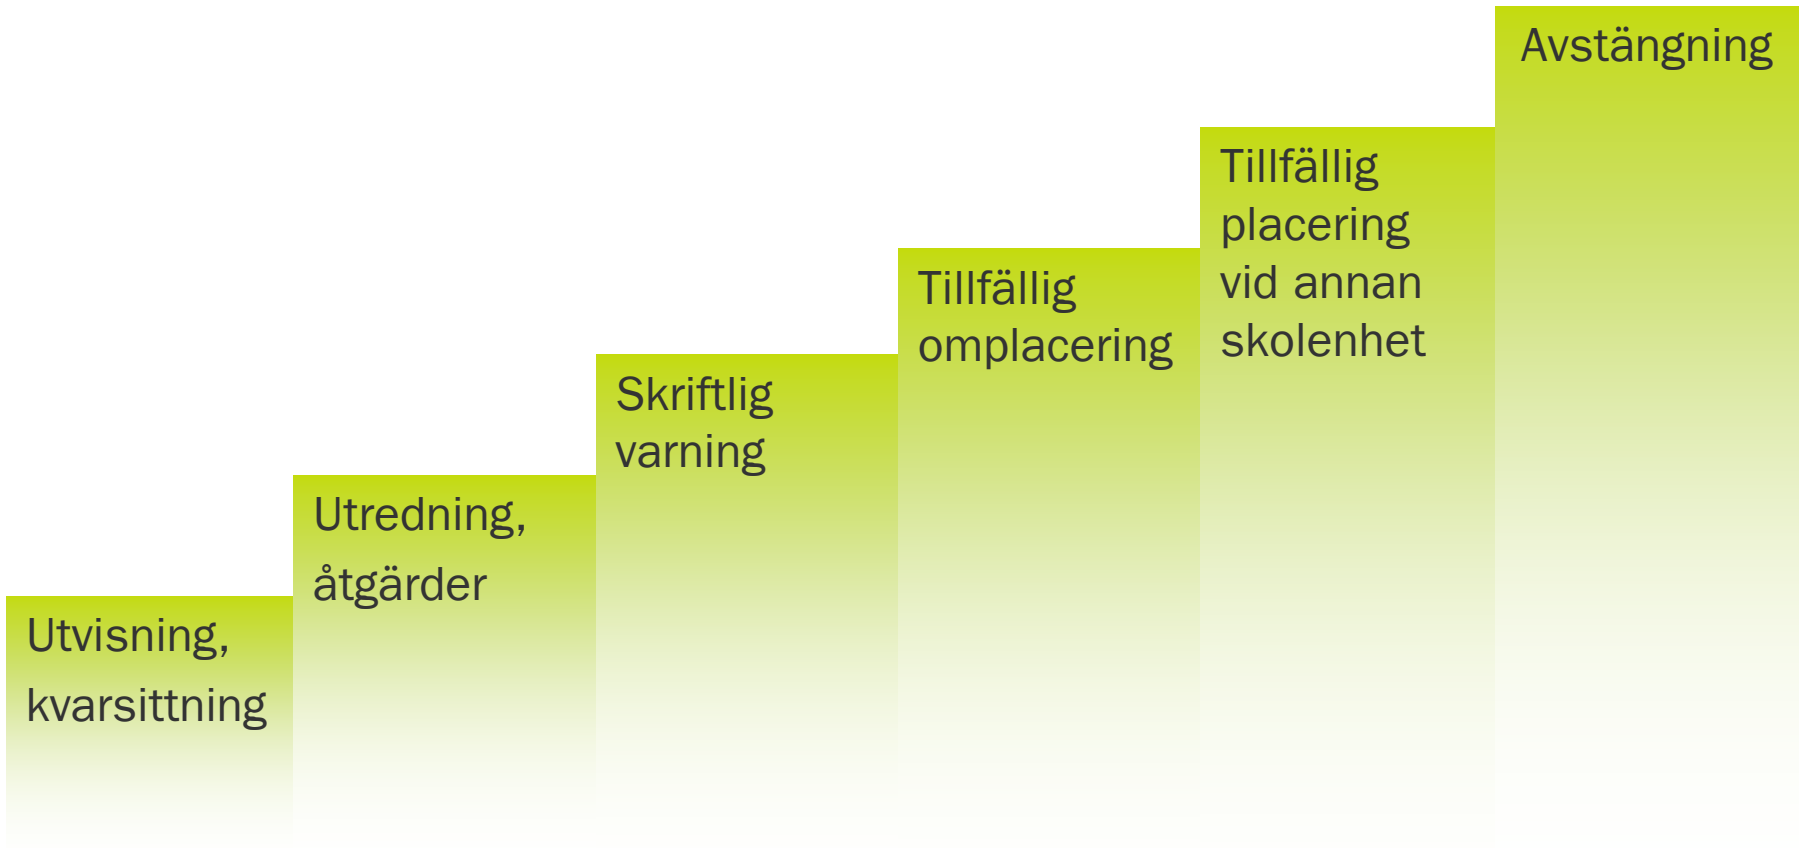 Utvisning,
kvarsittning
Utredning,
åtgärder
Skriftlig
varning
Tillfällig
omplacering
Tillfällig
placering
vid annan
skolenhet
Avstängning